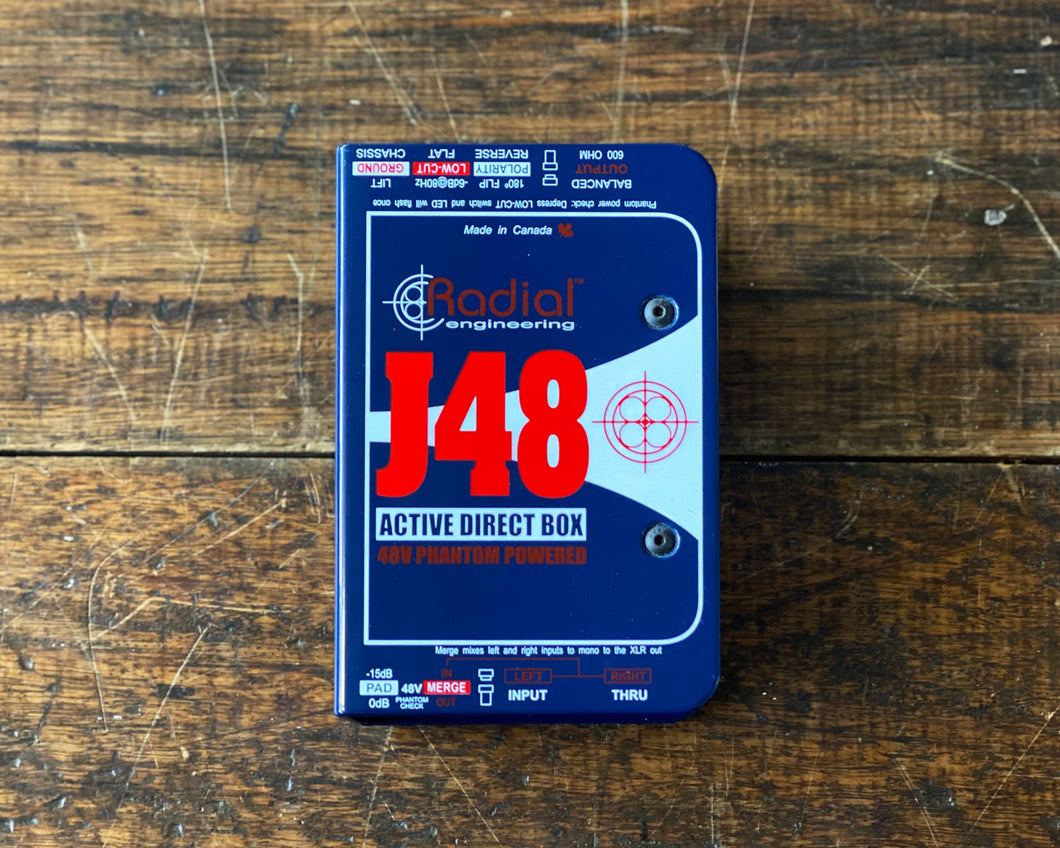 CHASSIS FLAT REVERSE 600 OHM
GROUND LOW-CUT POLARITY OUTPUT
LIFT -6dB@80Hz 180° FLIP BALANCED
Phantom power check: Depress LOW-CUT switch and LED will flash once
Made in Canada
Radial™
engineering
J48
ACTIVE DIRECT BOX
48V PHANTOM POWERED
Merge mixes left and right inputs to mono to the XLR out
-15dB IN LEFT RIGHT
PAD 48V MERGE INPUT THRU
0dB PHANTOM CHECK OUT